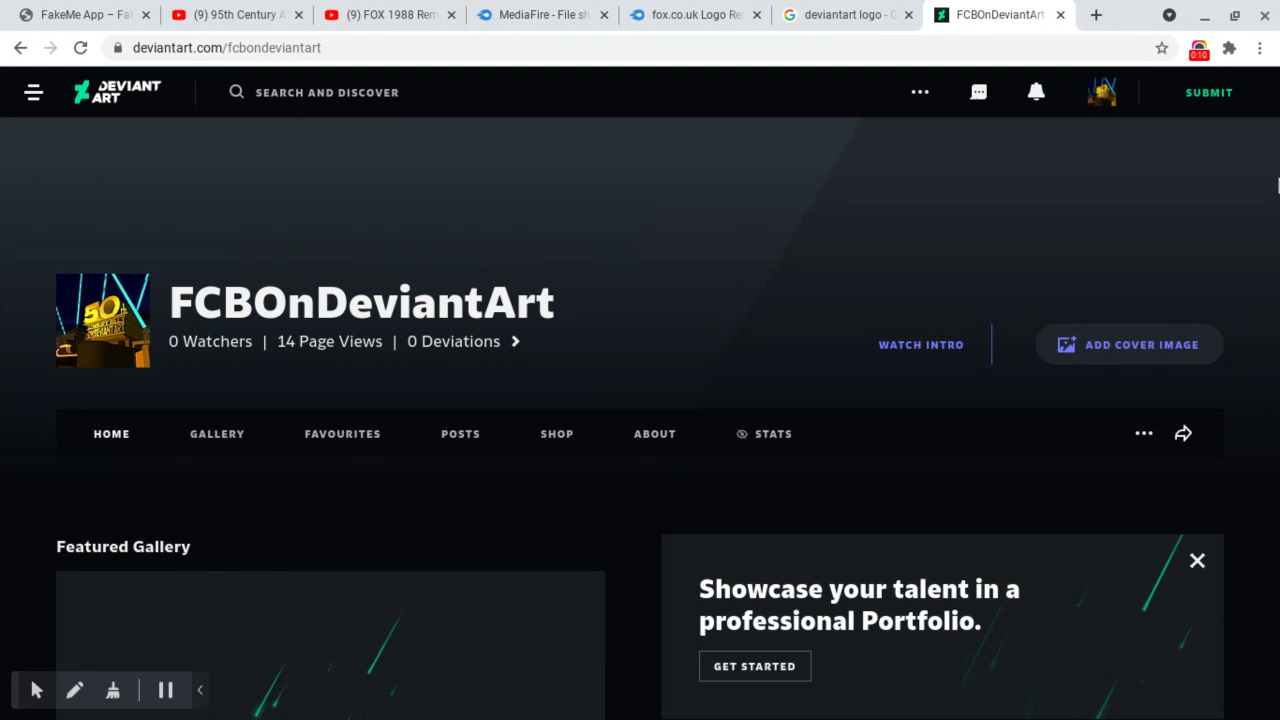 FakeMe App – Fak
(9) 95th Century A
(9) FOX 1988 Rem
MediaFire - File sha
fox.co.uk Logo Re
deviantart logo - G
FCBOnDeviantArt
deviantart.com/fcbondeviantart
0:10
DEVIANT
ART
SEARCH AND DISCOVER
SUBMIT
FCBOnDeviantArt
0 Watchers | 14 Page Views | 0 Deviations
WATCH INTRO
ADD COVER IMAGE
HOME
GALLERY
FAVOURITES
POSTS
SHOP
ABOUT
STATS
Featured Gallery
Showcase your talent in a
professional Portfolio.
GET STARTED